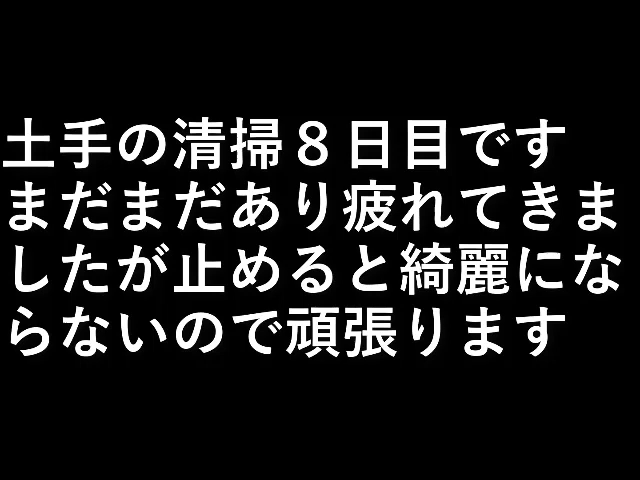 土手の清掃８日目です
まだまだあり疲れてきま
したが止めると綺麗にな
らないので頑張ります